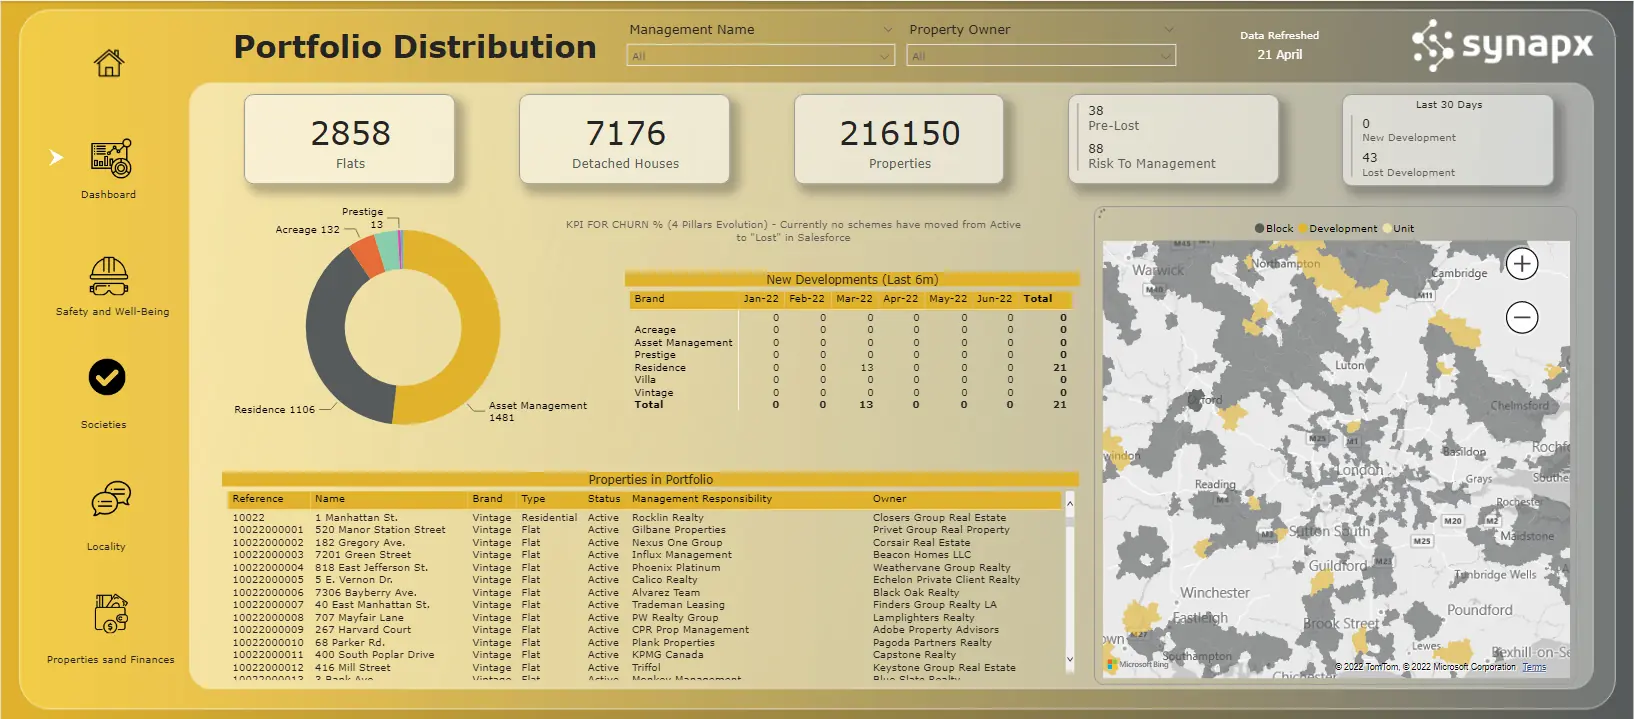 Portfolio Distribution
Management Name
All
Property Owner
All
Data Refreshed
21 April
synapx
Dashboard
Safety and Well-Being
Societies
Locality
Properties sand Finances
2858
Flats
7176
Detached Houses
216150
Properties
38
Pre-Lost
88
Risk To Management
Last 30 Days
0
New Development
43
Lost Development
Prestige
13
Acreage 132
Residence 1106
Asset Management
1481
KPI FOR CHURN % (4 Pillars Evolution) - Currently no schemes have moved from Active
to "Lost" in Salesforce
New Developments (Last 6m)
Brand Jan-22 Feb-22 Mar-22 Apr-22 May-22 Jun-22 Total
0 0 0 0 0 0 0
Acreage 0 0 0 0 0 0 0
Asset Management 0 0 0 0 0 0 0
Prestige 0 0 0 0 0 0 0
Residence 0 0 13 0 0 0 21
Villa 0 0 0 0 0 0 0
Vintage 0 0 0 0 0 0 0
Total 0 0 13 0 0 0 21
Properties in Portfolio
Reference Name Brand Type Status Management Responsibility Owner
10022 1 Manhattan St. Vintage Residential Active Rocklin Realty Closers Group Real Estate
10022000001 520 Manor Station Street Vintage Flat Active Gilbane Properties Privet Group Real Property
10022000002 182 Gregory Ave. Vintage Flat Active Nexus One Group Corsair Real Estate
10022000003 7201 Green Street Vintage Flat Active Influx Management Beacon Homes LLC
10022000004 818 East Jefferson St. Vintage Flat Active Phoenix Platinum Weathervane Group Realty
10022000005 5 E. Vernon Dr. Vintage Flat Active Calico Realty Echelon Private Client Realty
10022000006 7306 Bayberry Ave. Vintage Flat Active Alvarez Team Black Oak Realty
10022000007 40 East Manhattan St. Vintage Flat Active Trademan Leasing Finders Group Realty LA
10022000008 707 Mayfair Lane Vintage Flat Active PW Realty Group Lamplighters Realty
10022000009 267 Harvard Court Vintage Flat Active CPR Prop Management Adobe Property Advisors
10022000010 68 Parker Rd. Vintage Flat Active Plank Properties Pagoda Partners Realty
10022000011 400 South Poplar Drive Vintage Flat Active KPMG Canada Capstone Realty
10022000012 416 Mill Street Vintage Flat Active Triffol Keystone Group Real Estate
10022000013 3 Bank Ave. Vintage Flat Active Monkey Management Blue Slate Realty
Block Development Unit
M45
Warwick
Northampton
Cambridge
M40
M11
Luton
Oxford
Chelmsford
M25
M1
windon
London
Basildon
Rochf
Reading
Grays
Southe
M4
Rochester
M20
M2
M3
Sutton South
Maidstone
M25
M23
Guildford
Tunbridge Wells
Winchester
Poundford
Eastleigh
Brook Street
own
M27
Lewes
Bexhill-on-Se
Southampton
Microsoft Bing
© 2022 TomTom, © 2022 Microsoft Corporation Terms
Chichester